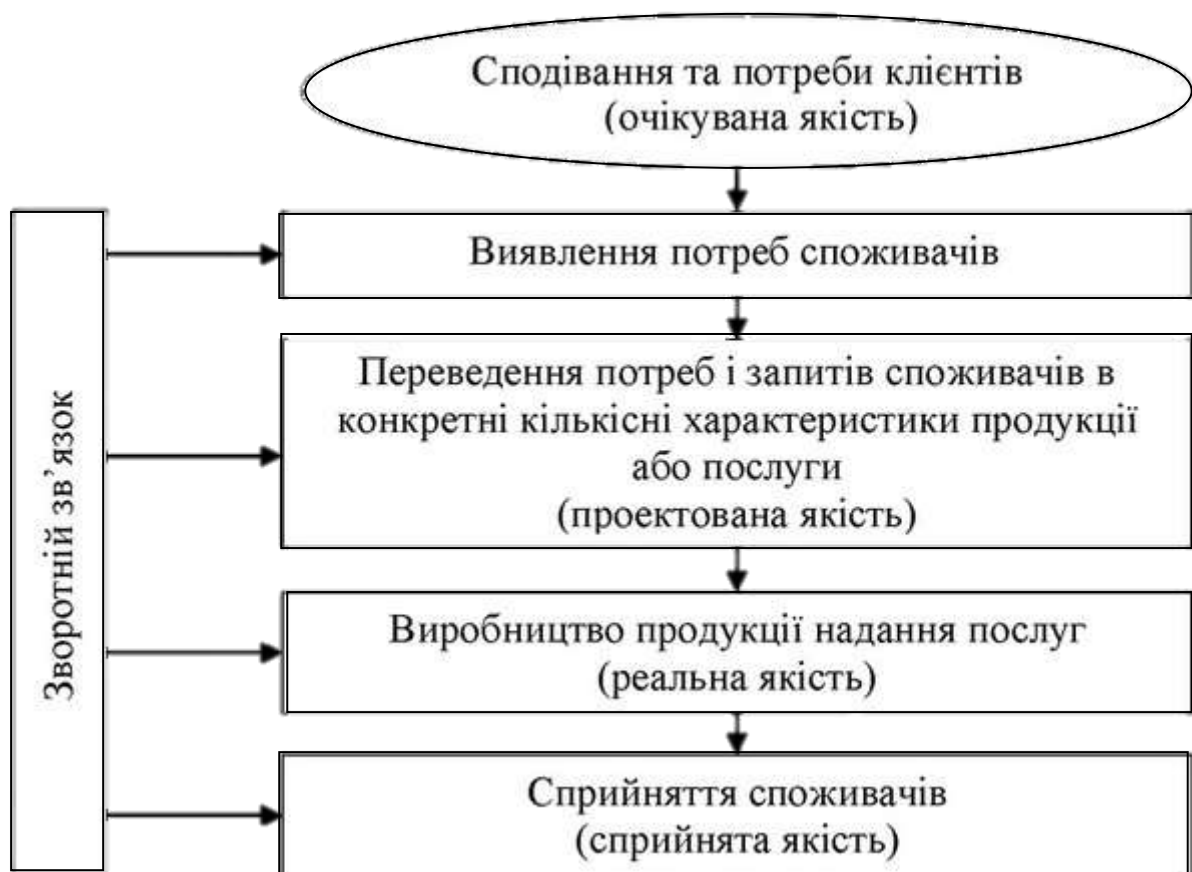 Сподівання та потреби клієнтів
(очікувана якість)
Зворотній зв’язок
Виявлення потреб споживачів
Переведення потреб і запитів споживачів в
конкретні кількісні характеристики продукції
або послуги
(проектована якість)
Виробництво продукції надання послуг
(реальна якість)
Сприйняття споживачів
(сприйнята якість)